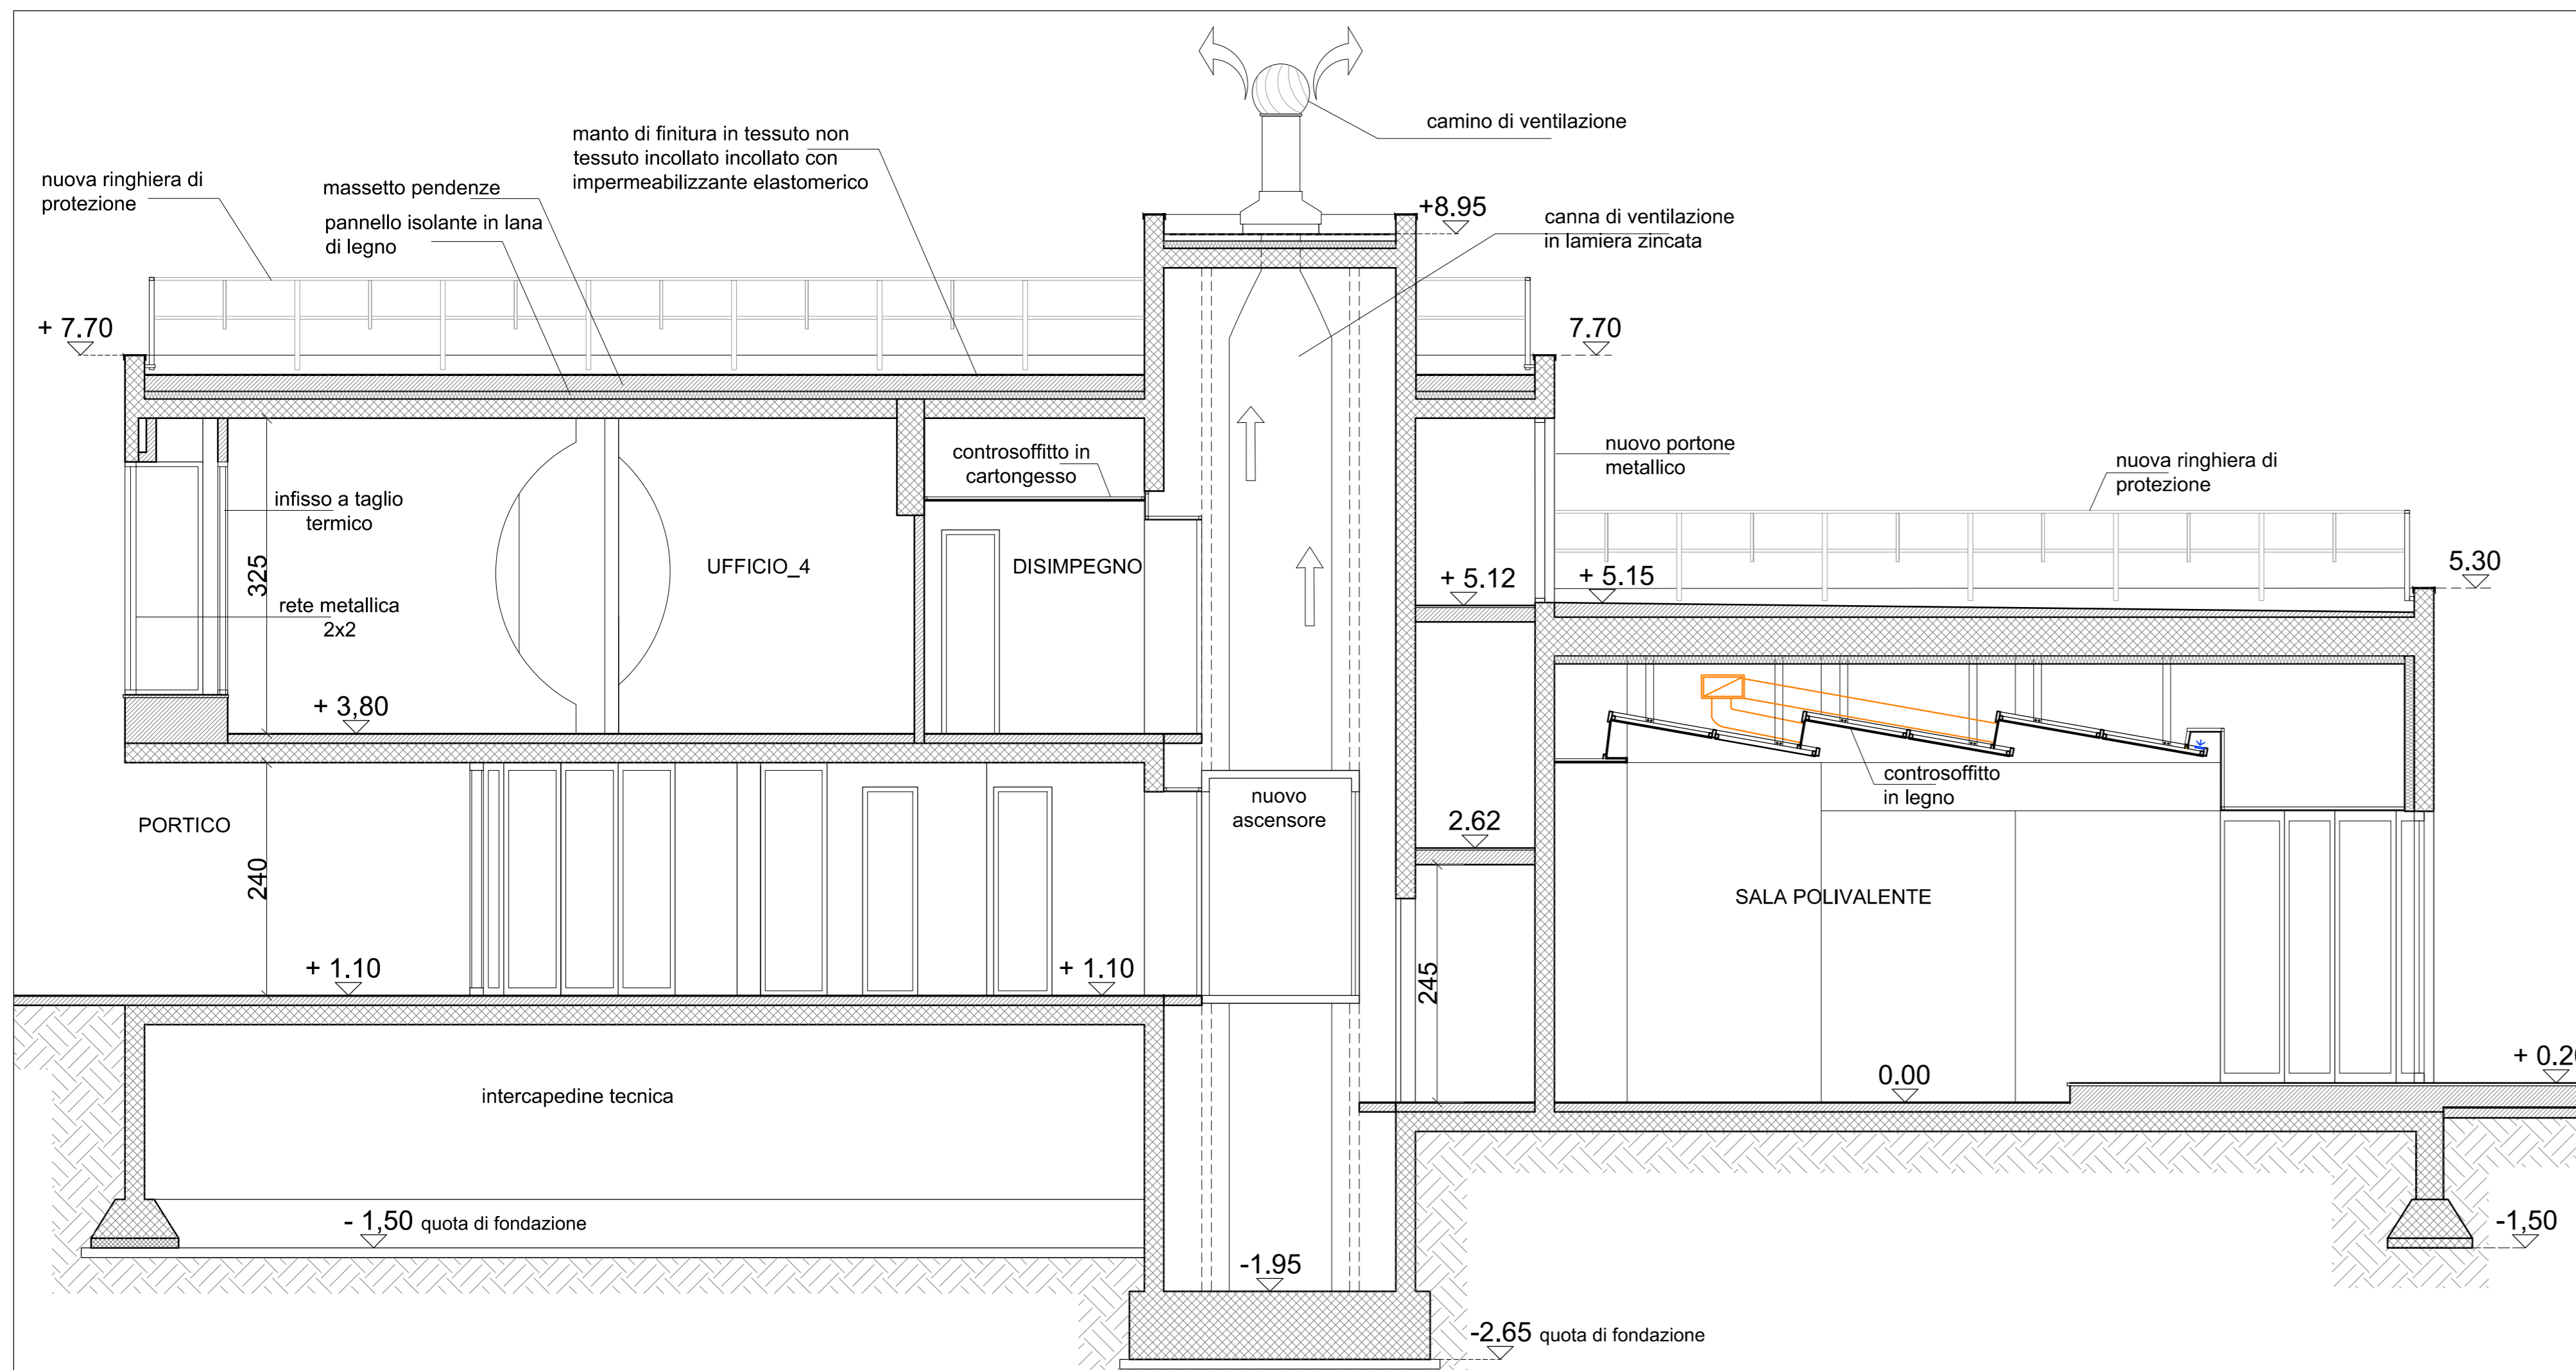 camino di ventilazione
manto di finitura in tessuto non
tessuto incollato incollato con
impermeabilizzante elastomerico
nuova ringhiera di
protezione
massetto pendenze
pannello isolante in lana
di legno
+8.95
canna di ventilazione
in lamiera zincata
+ 7.70
7.70
controsoffitto in
cartongesso
nuovo portone
metallico
nuova ringhiera di
protezione
infisso a taglio
termico
325
UFFICIO_4
DISIMPEGNO
+ 5.12
+ 5.15
5.30
rete metallica
2x2
+ 3,80
controsoffitto
in legno
nuovo
ascensore
PORTICO
2.62
240
SALA POLIVALENTE
+ 1.10
+ 1.10
245
0.00
+ 0.20
intercapedine tecnica
- 1,50 quota di fondazione
-1,50
-1.95
-2.65 quota di fondazione